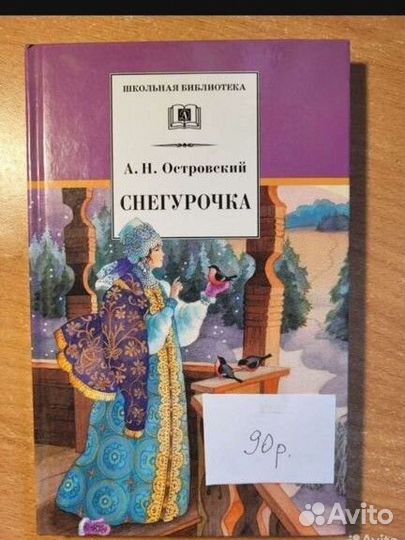 ШКОЛЬНАЯ БИБЛИОТЕКА
А. Н. Островский
СНЕГУРОЧКА
90р.
Avito